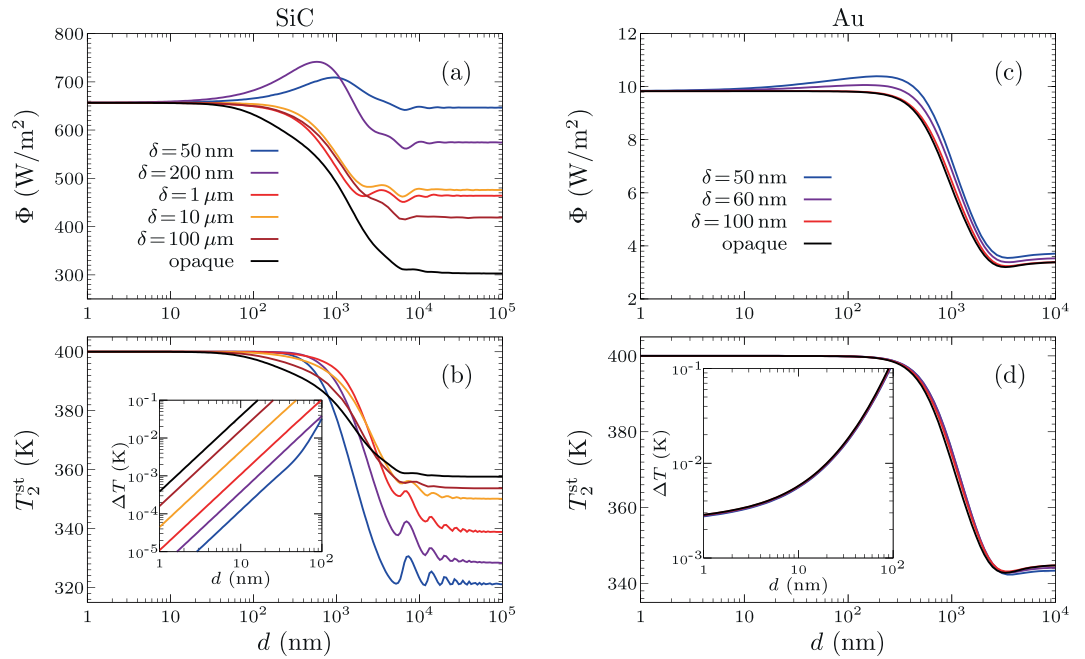 SiC
800
700
600
500
400
300
Φ (W/m²)
(a)
δ = 50 nm
δ = 200 nm
δ = 1 μm
δ = 10 μm
δ = 100 μm
opaque
1 10 10² 10³ 10⁴ 10⁵
Au
12
10
8
6
4
2
Φ (W/m²)
(c)
δ = 50 nm
δ = 60 nm
δ = 100 nm
opaque
1 10 10² 10³ 10⁴
400
380
360
340
320
T₂ˢᵗ (K)
(b)
10⁻¹
10⁻²
10⁻³
10⁻⁴
10⁻⁵
ΔT (K)
1 10 10²
d (nm)
1 10 10² 10³ 10⁴ 10⁵
d (nm)
400
380
360
340
T₂ˢᵗ (K)
(d)
10⁻¹
10⁻²
10⁻³
ΔT (K)
1 10 10²
d (nm)
1 10 10² 10³ 10⁴
d (nm)